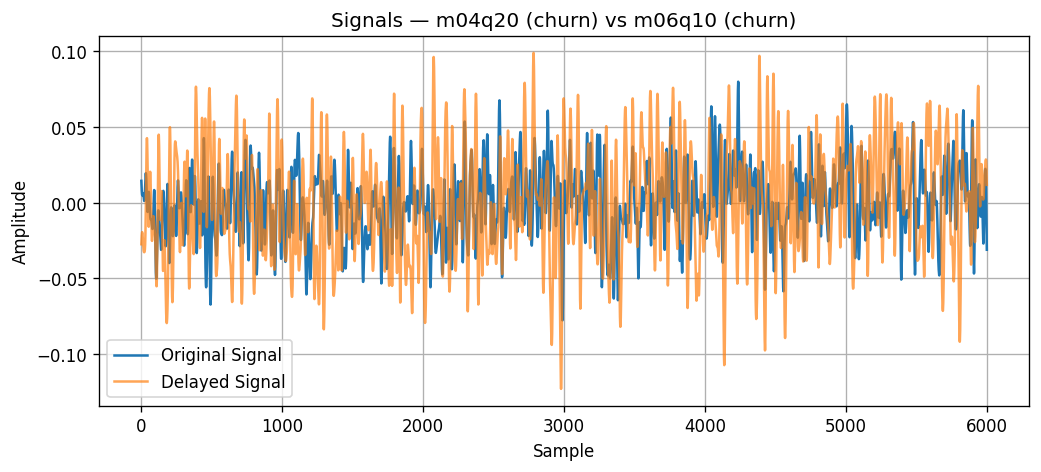 Signals — m04q20 (churn) vs m06q10 (churn)
0.10
0.05
0.00
−0.05
−0.10
Amplitude
Original Signal
Delayed Signal
0 1000 2000 3000 4000 5000 6000
Sample